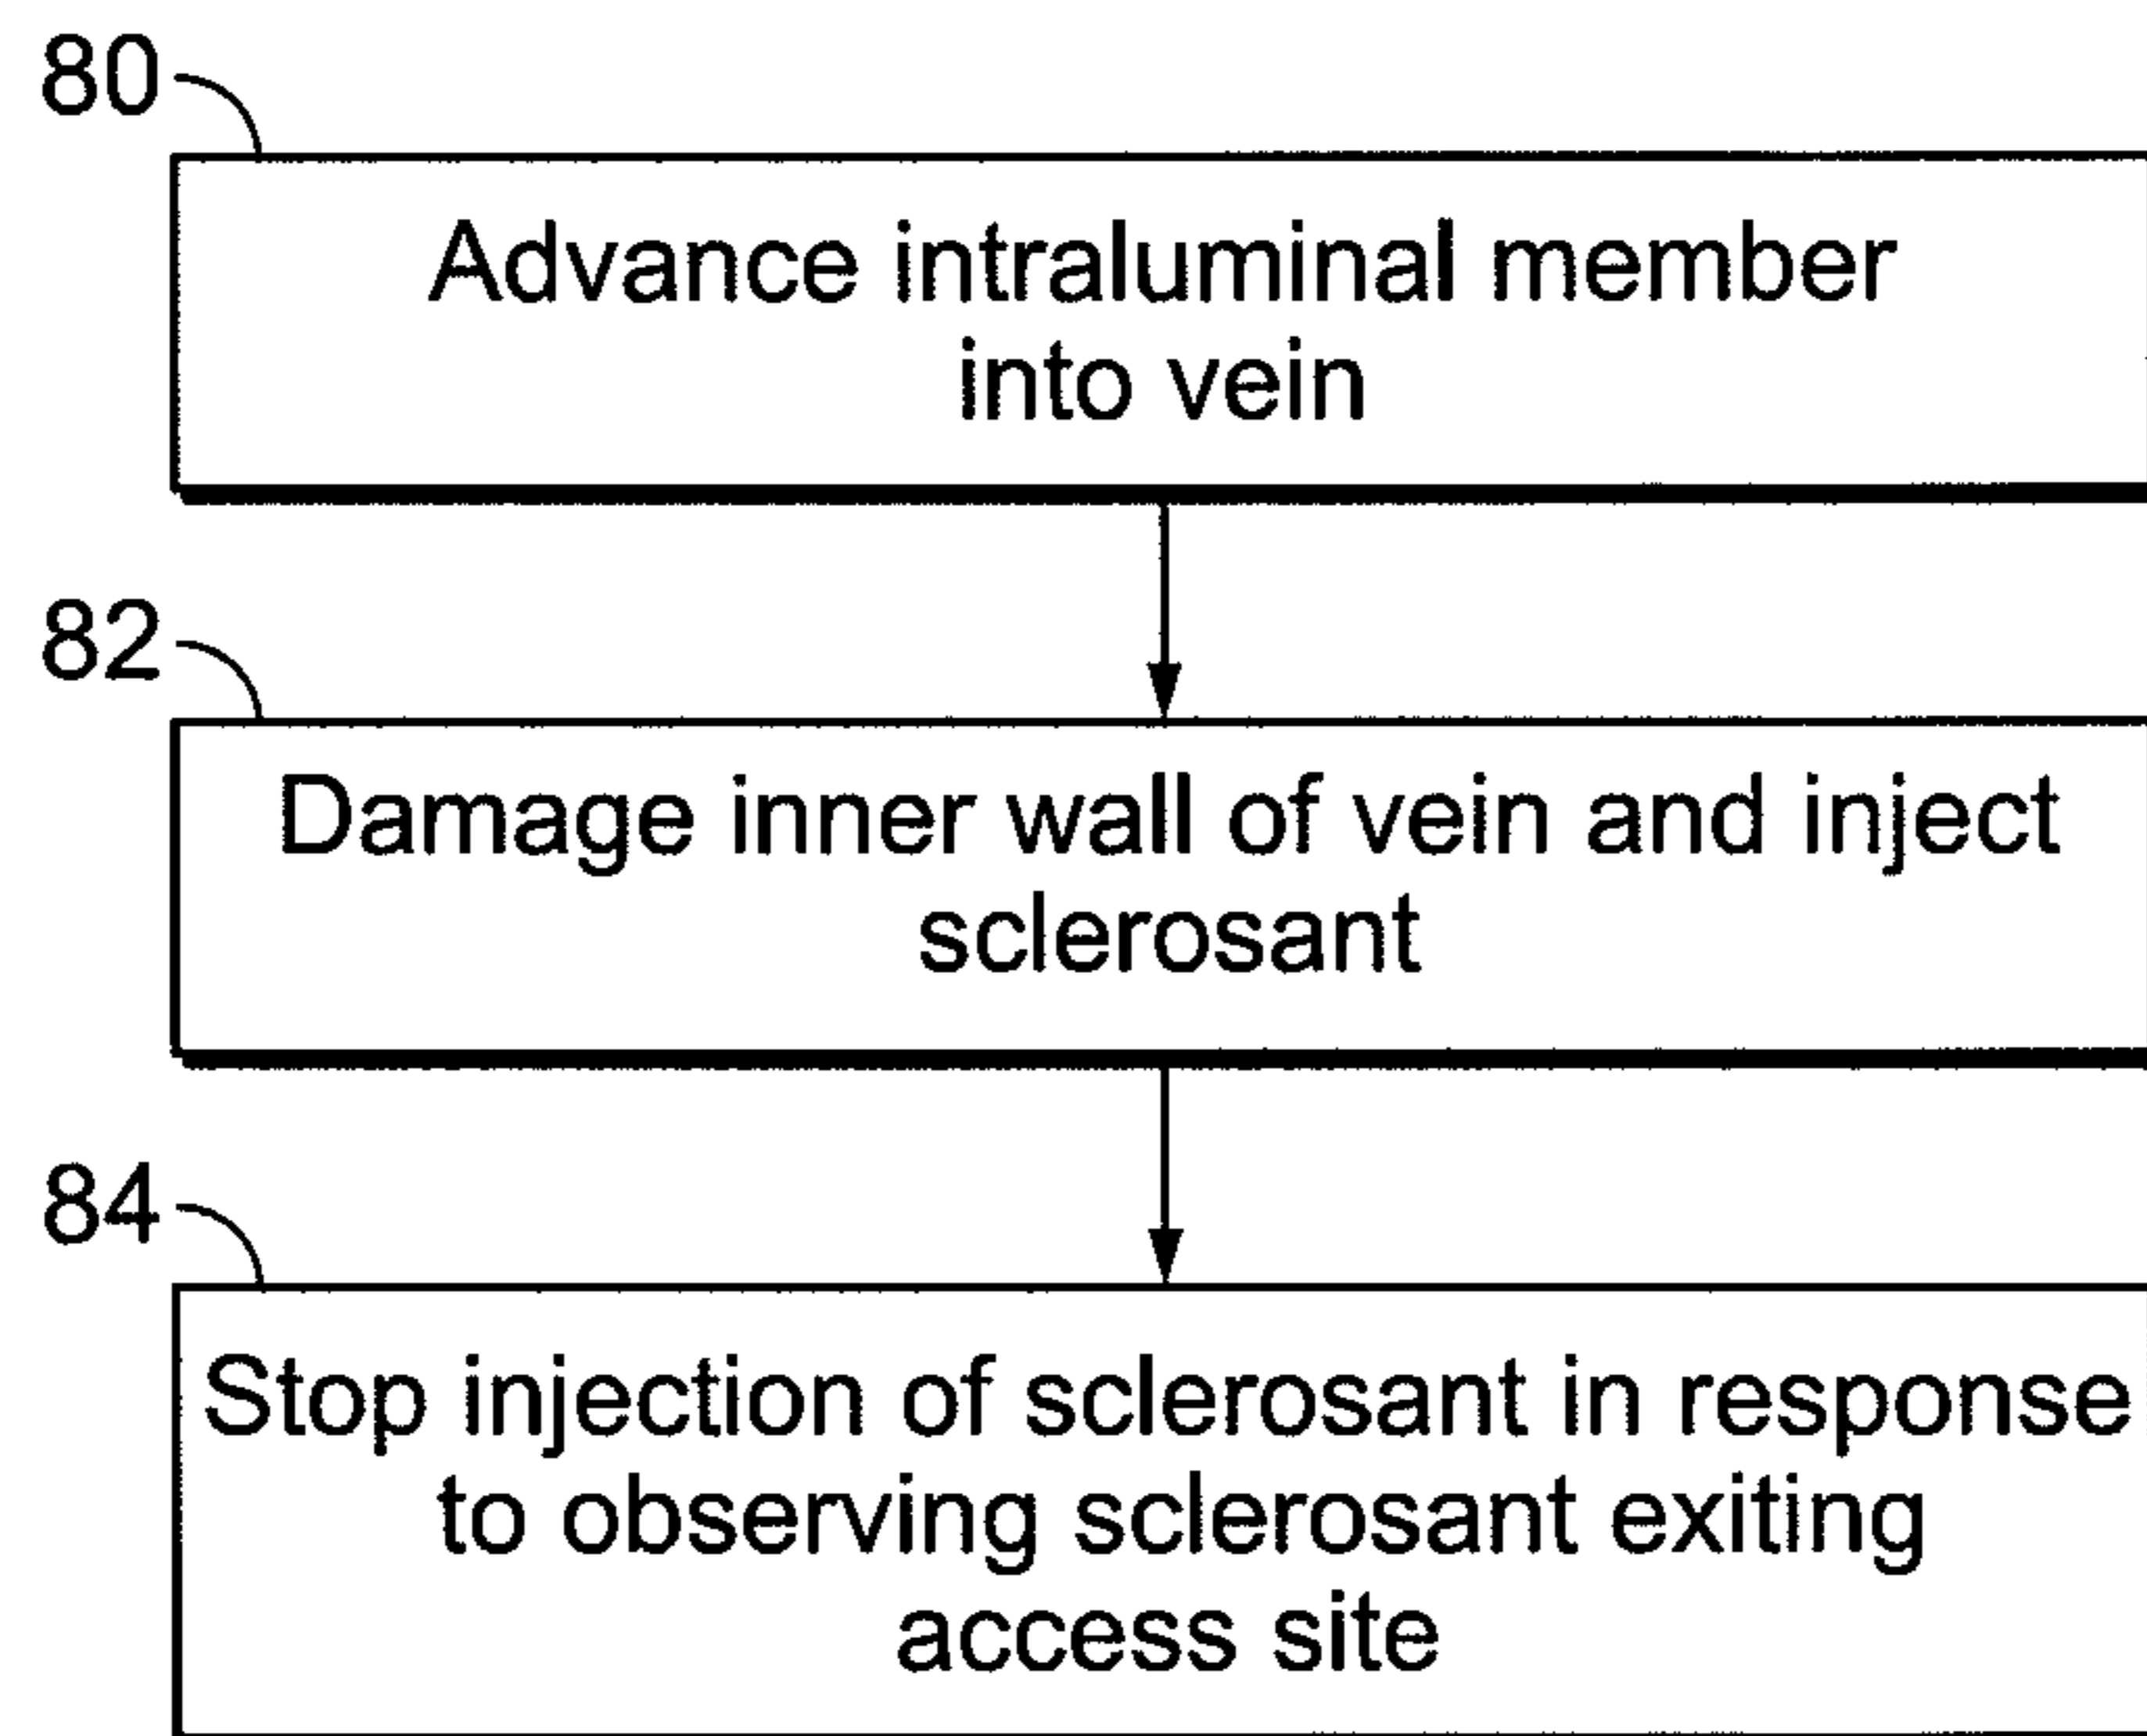 80
Advance intraluminal member
into vein
82
Damage inner wall of vein and inject
sclerosant
84
Stop injection of sclerosant in response
to observing sclerosant exiting
access site